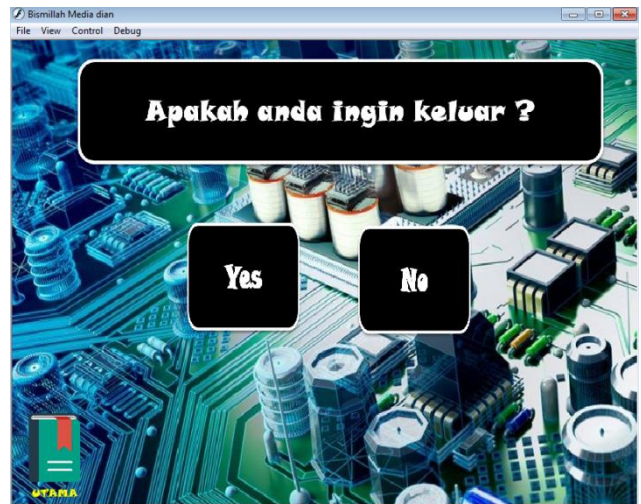 Bismillah Media dian
File View Control Debug
Apakah anda ingin keluar ?
Yes No
UTAMA